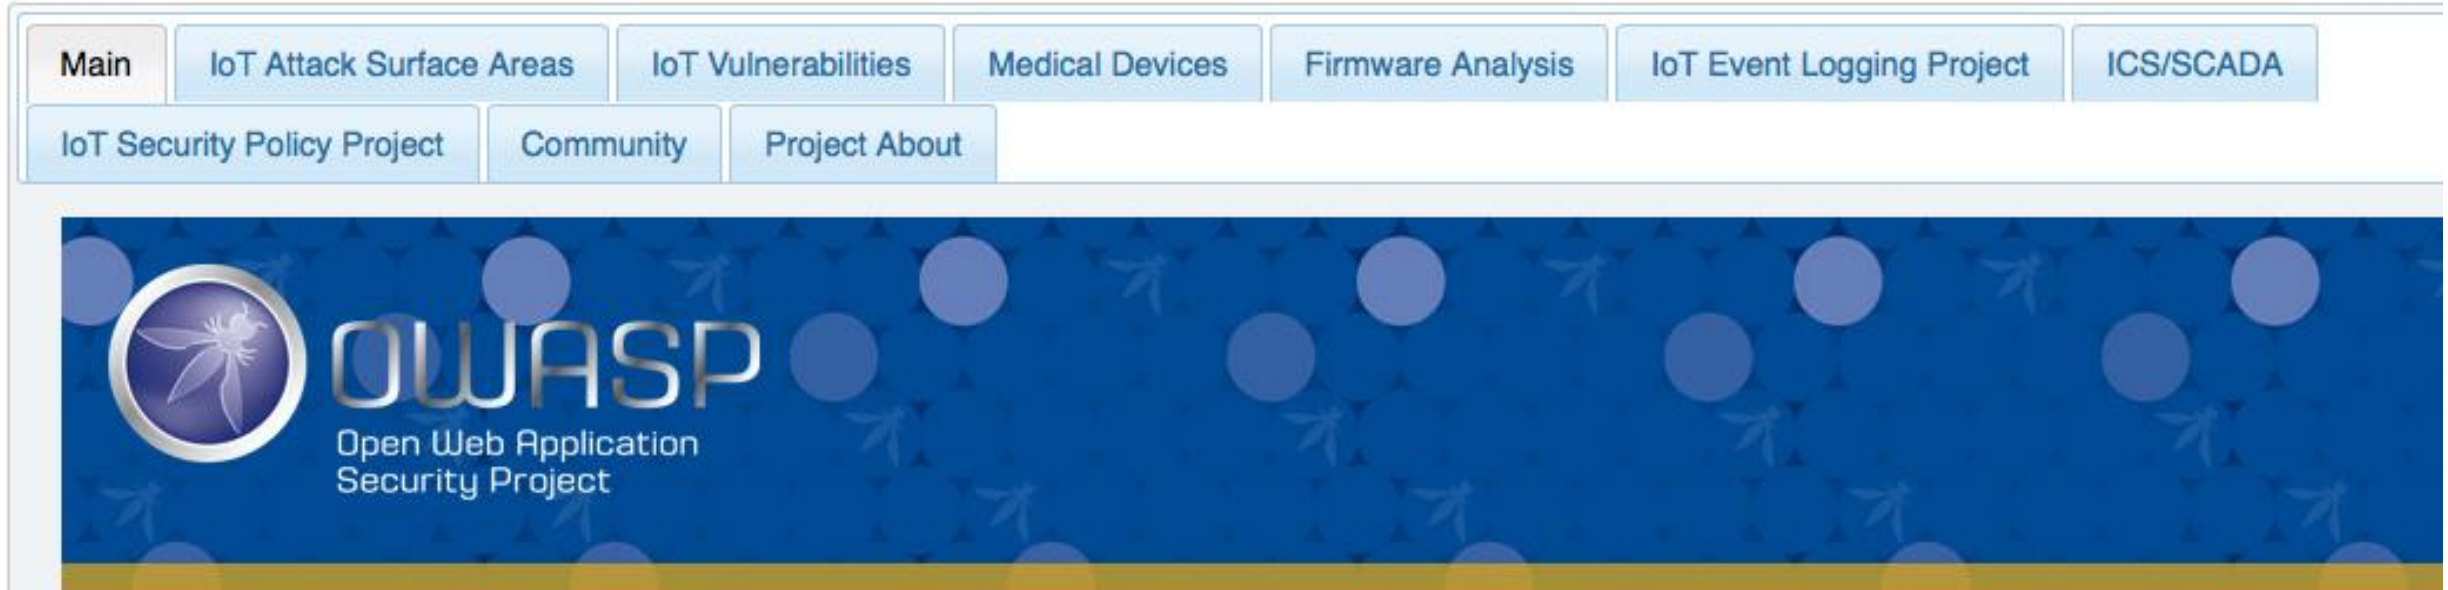 Main IoT Attack Surface Areas IoT Vulnerabilities Medical Devices Firmware Analysis IoT Event Logging Project ICS/SCADA
IoT Security Policy Project Community Project About
OWASP
Open Web Application
Security Project